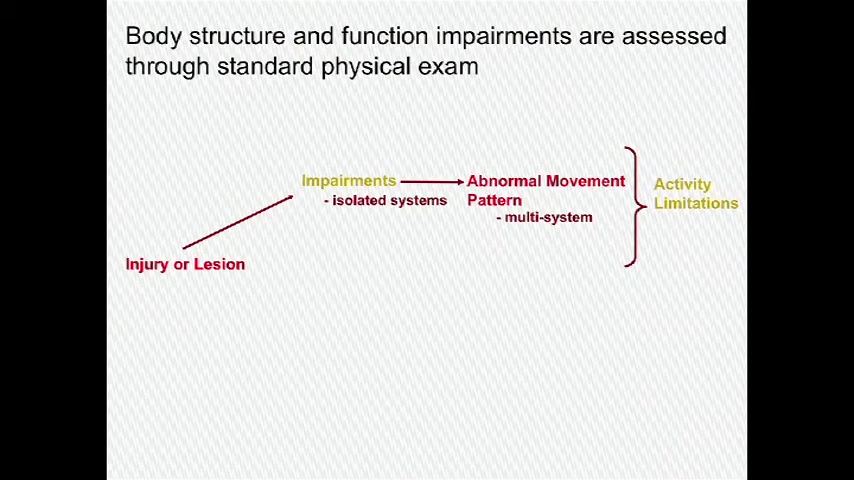 Body structure and function impairments are assessed
through standard physical exam
Impairments
- isolated systems
Abnormal Movement
Pattern
- multi-system
Activity
Limitations
Injury or Lesion